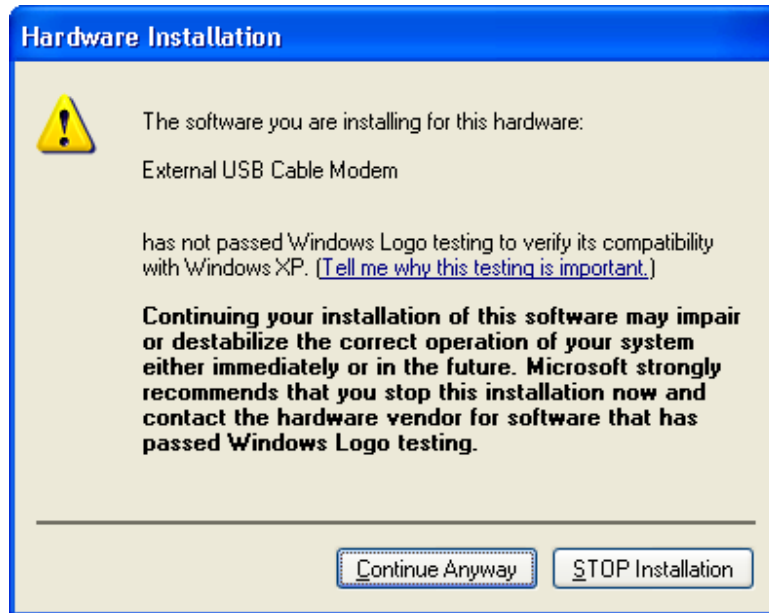 Hardware Installation
The software you are installing for this hardware:
External USB Cable Modem
has not passed Windows Logo testing to verify its compatibility
with Windows XP. (Tell me why this testing is important.)
Continuing your installation of this software may impair
or destabilize the correct operation of your system
either immediately or in the future. Microsoft strongly
recommends that you stop this installation now and
contact the hardware vendor for software that has
passed Windows Logo testing.
Continue Anyway
STOP Installation